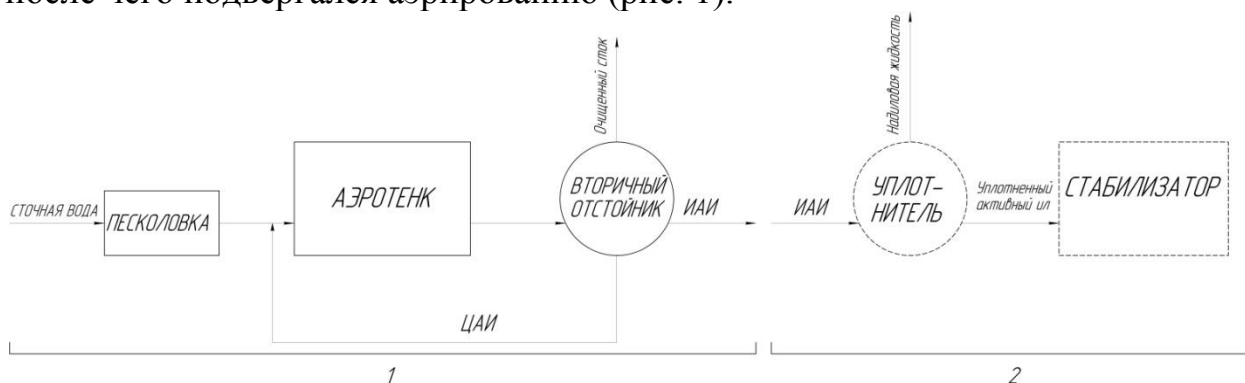 после чего подвергался аэрированию (рис. 1).
Очищенный сток
Надиловая жидкость
СТОЧНАЯ ВОДА
ПЕСКОЛОВКА
АЭРОТЕНК
ВТОРИЧНЫЙ
ОТСТОЙНИК
ИАИ
ИАИ
УПЛОТ-
НИТЕЛЬ
Уплотненный
активный ил
СТАБИЛИЗАТОР
ЦАИ
1
2